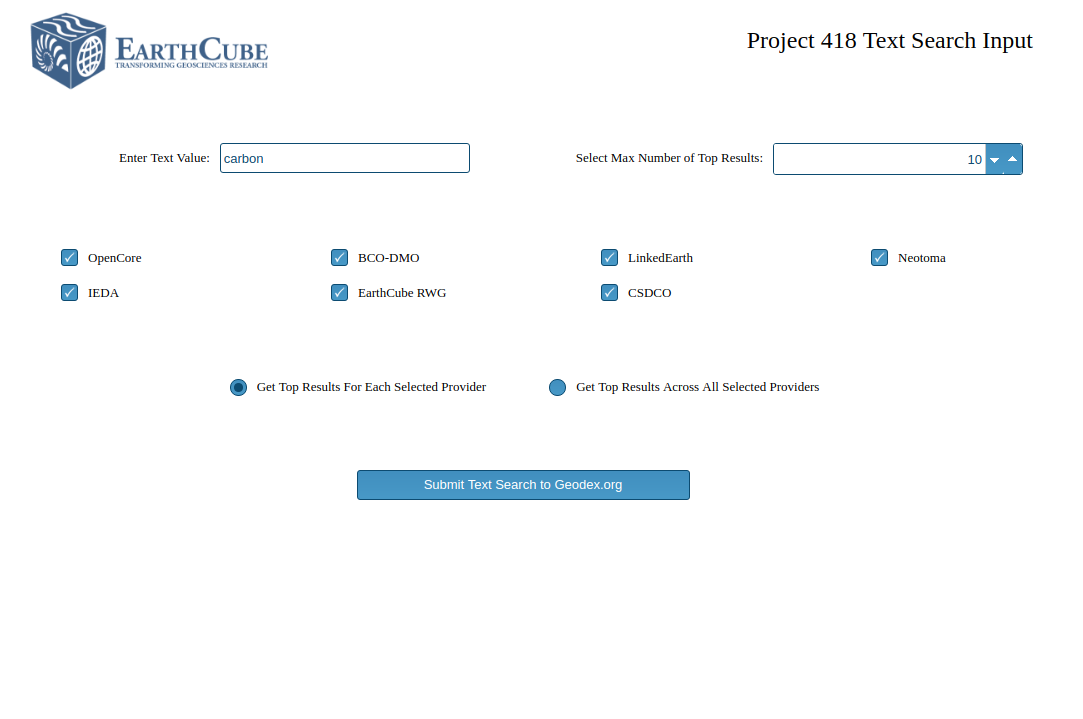 EARTHCUBE
TRANSFORMING GEOSCIENCES RESEARCH
Project 418 Text Search Input
Enter Text Value: carbon Select Max Number of Top Results: 10
OpenCore BCO-DMO LinkedEarth Neotoma
IEDA EarthCube RWG CSDCO
Get Top Results For Each Selected Provider Get Top Results Across All Selected Providers
Submit Text Search to Geodex.org